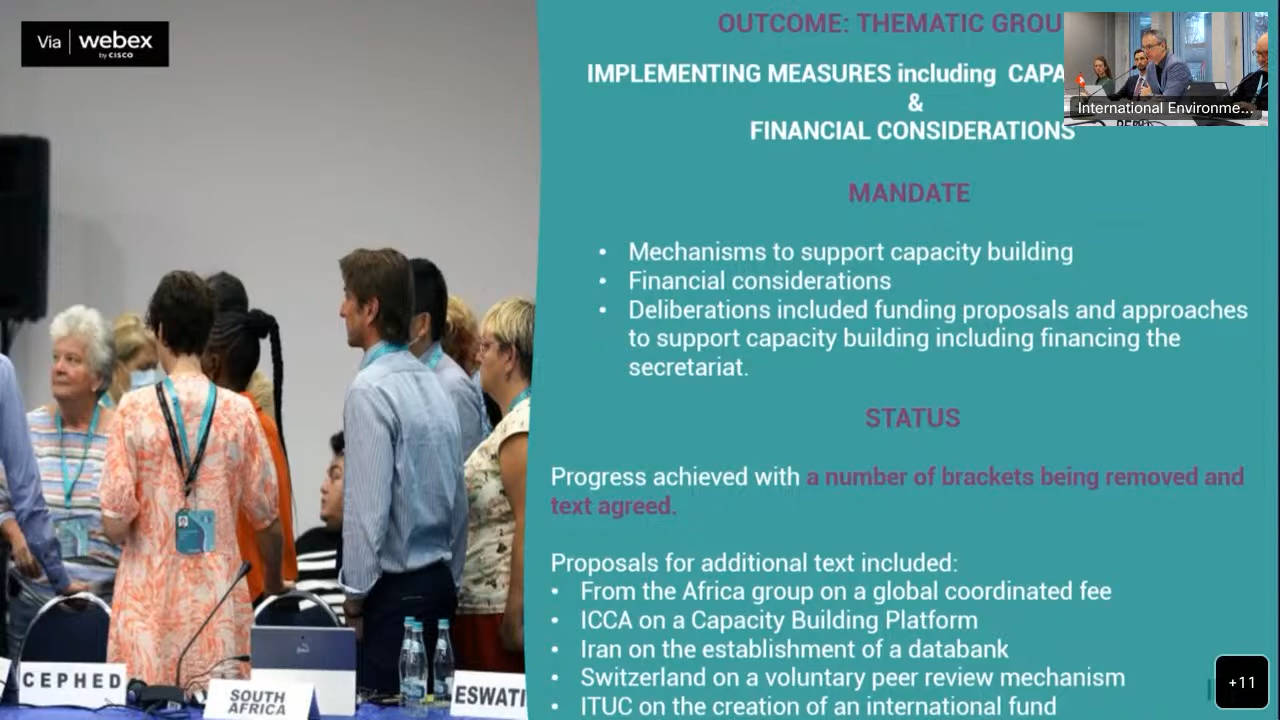 Via webex
by CISCO
OUTCOME: THEMATIC GROU
IMPLEMENTING MEASURES including CAPA
&
FINANCIAL CONSIDERATIONS
International Environme...
MANDATE
• Mechanisms to support capacity building
• Financial considerations
• Deliberations included funding proposals and approaches
to support capacity building including financing the
secretariat.
STATUS
Progress achieved with a number of brackets being removed and
text agreed.
Proposals for additional text included:
• From the Africa group on a global coordinated fee
• ICCA on a Capacity Building Platform
• Iran on the establishment of a databank
• Switzerland on a voluntary peer review mechanism
• ITUC on the creation of an international fund
CEPHED
SOUTH
AFRICA
ESWATI
+11